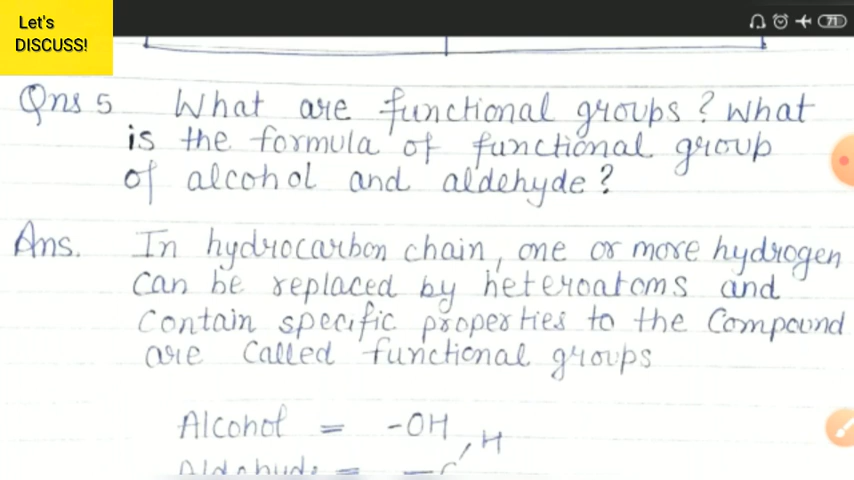 Let's
DISCUSS!
71
Qns 5 What are functional groups? What
is the formula of functional group
of alcohol and aldehyde?
Ans. In hydrocarbon chain, one or more hydrogen
can be replaced by heteroatoms and
contain specific properties to the compound
are called functional groups
Alcohol = -OH
H
Aldehyde = -C